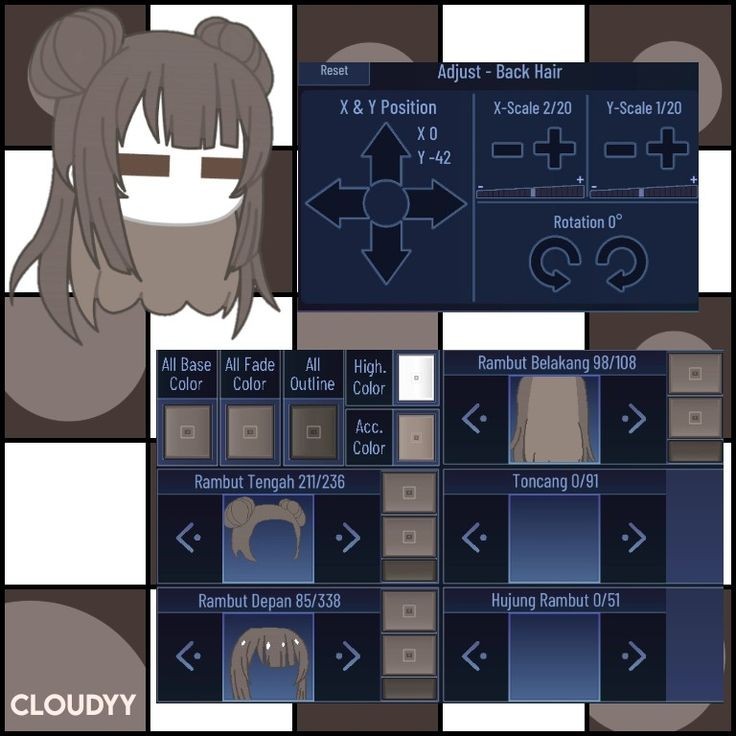 Reset
Adjust - Back Hair
X & Y Position
X 0
Y -42
X-Scale 2/20
Y-Scale 1/20
- +
- +
Rotation 0°
All Base
Color
All Fade
Color
All
Outline
High.
Color
Acc.
Color
Rambut Belakang 98/108
Rambut Tengah 211/236
Toncang 0/91
Rambut Depan 85/338
Hujung Rambut 0/51
CLOUDYY